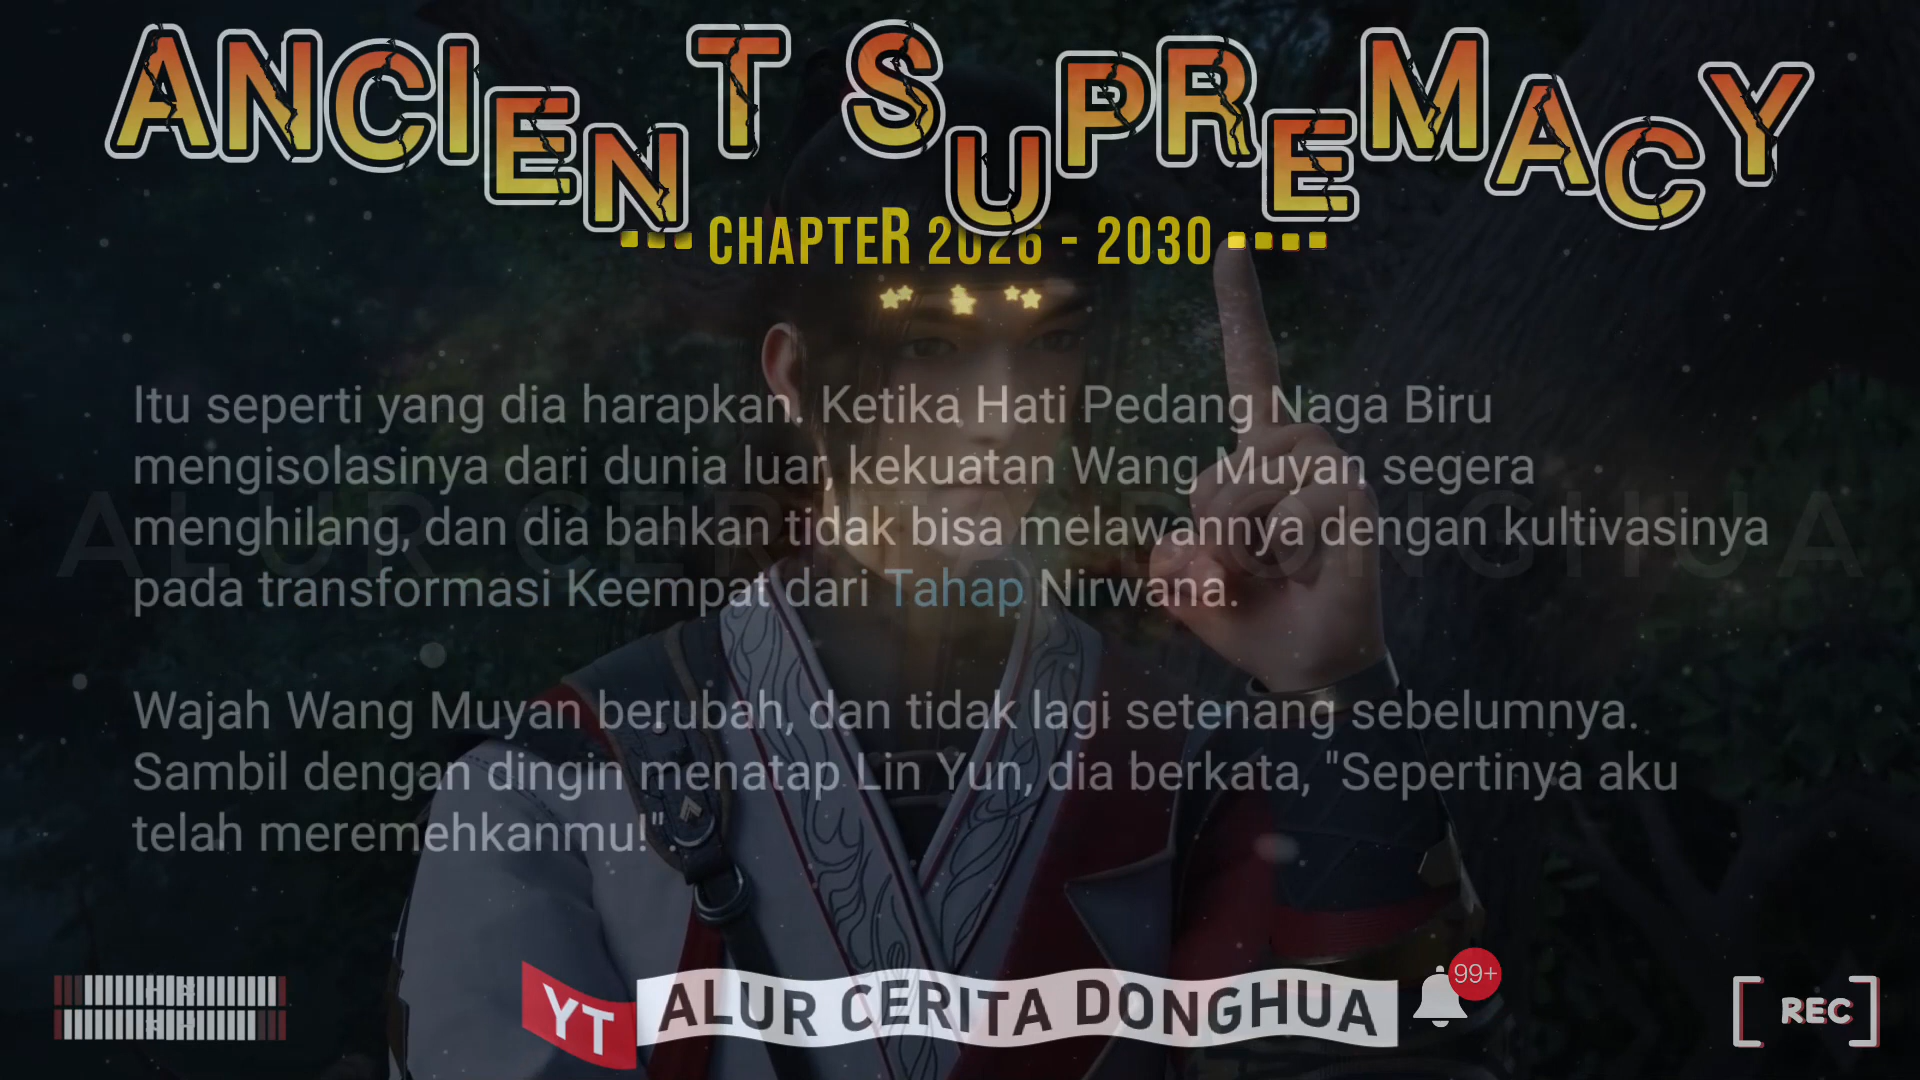 ANCIENT SUPREMACY
CHAPTER 2026 - 2030
Itu seperti yang dia harapkan. Ketika Hati Pedang Naga Biru
mengisolasinya dari dunia luar, kekuatan Wang Muyan segera
menghilang, dan dia bahkan tidak bisa melawannya dengan kultivasinya
pada transformasi Keempat dari Tahap Nirwana.
Wajah Wang Muyan berubah, dan tidak lagi setenang sebelumnya.
Sambil dengan dingin menatap Lin Yun, dia berkata, "Sepertinya aku
telah meremehkanmu!".
ALUR CERITA DONGHUA
YT ALUR CERITA DONGHUA
99+
REC